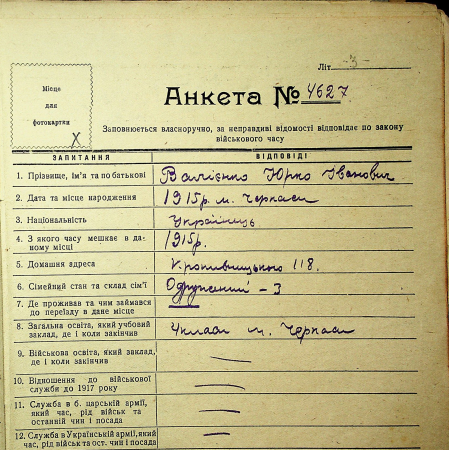 Літ. -3-
Місце
для
фотокартки
X
Анкета № 4627
Заповнюється власноручно, за неправдиві відомості відповідає по закону
військового часу
ЗАПИТАННЯ ВІДПОВІДІ
1. Прізвище, ім'я та по батькові Юрко Іванович
2. Дата та місце народження 1915р. м. Черкаси
3. Національність Українець
4. З якого часу мешкає в да-
ному місці 1915р.
5. Домашня адреса 118.
6. Сімейний стан та склад сім'ї Одружений - 3
7. Де проживав та чим займався
до переїзду в дане місце
8. Загальна освіта, який учбовий
заклад, де і коли закінчив 4 класи м. Черкаси
9. Військова освіта, який заклад,
де і коли закінчив —
10. Відношення до військової
служби до 1917 року —
11. Служба в б. царській армії,
який час, рід військ та
останній чин і посада —
12. Служба в Українській армії, який
час, рід військ та ост. чин і посада —